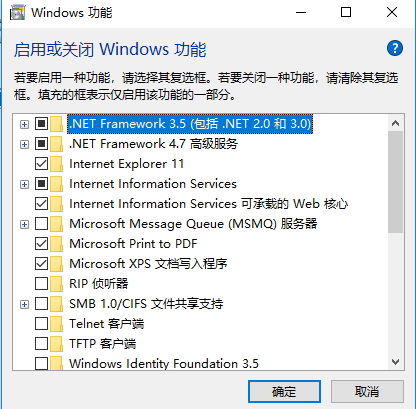 Windows 功能
启用或关闭 Windows 功能
若要启用一种功能，请选择其复选框。若要关闭一种功能，请清除其复选
框。填充的框表示仅启用该功能的一部分。
.NET Framework 3.5 (包括 .NET 2.0 和 3.0)
.NET Framework 4.7 高级服务
Internet Explorer 11
Internet Information Services
Internet Information Services 可承载的 Web 核心
Microsoft Message Queue (MSMQ) 服务器
Microsoft Print to PDF
Microsoft XPS 文档写入程序
RIP 侦听器
SMB 1.0/CIFS 文件共享支持
Telnet 客户端
TFTP 客户端
Windows Identity Foundation 3.5
确定
取消